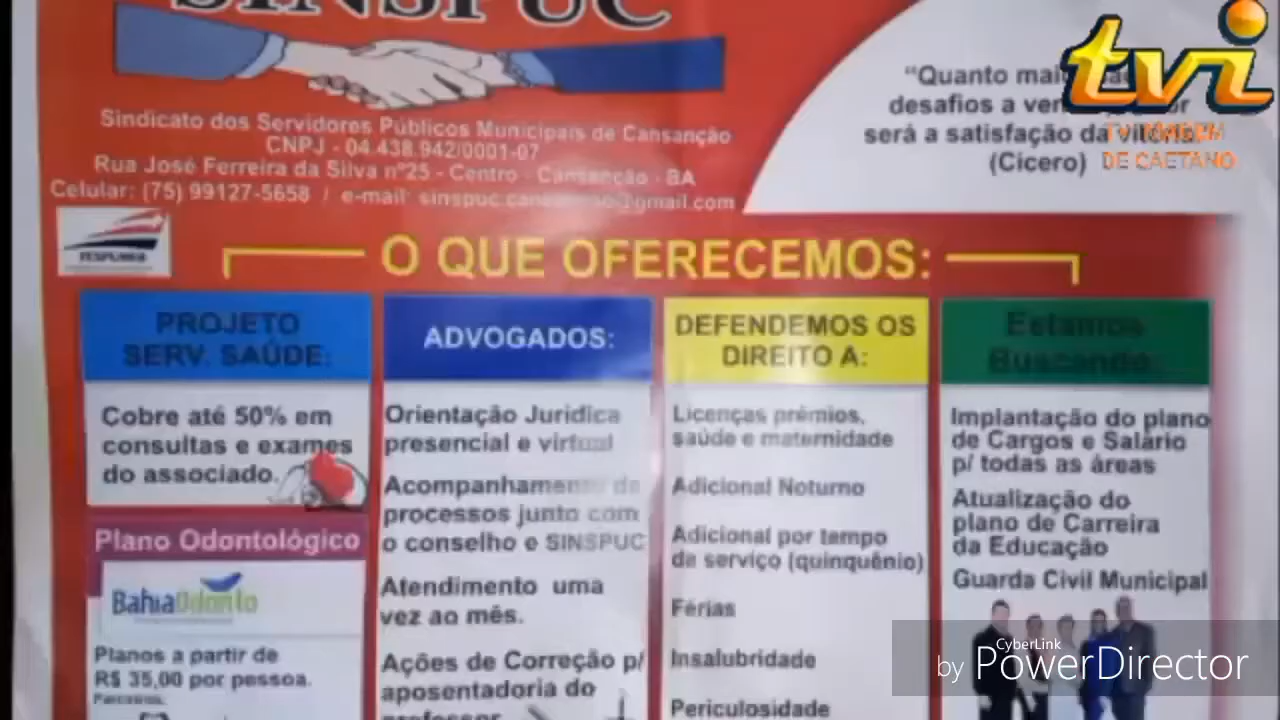 SINSPUC
Sindicato dos Servidores Públicos Municipais de Cansanção
CNPJ - 04.438.942/0001-07
Rua José Ferreira da Silva nº25 - Centro - Cansanção - BA
Celular: (75) 99127-5658 / e-mail: sinspuc.cansancao@gmail.com
"Quanto
desafios a
será a satisfação da vitória."
(Cicero)
tvi
DE CAETANO
O QUE OFERECEMOS:
PROJETO
SERV. SAÚDE:
Cobre até 50% em
consultas e exames
do associado.
Plano Odontológico
BahiaOdonto
Planos a partir de
R$ 35,00 por pessoa.
ADVOGADOS:
Orientação Juridica
presencial e virtual
Acompanhamento de
processos junto com
o conselho e SINSPUC
Atendimento uma
vez ao mês.
Ações de Correção p/
aposentadoria do
professor
DEFENDEMOS OS
DIREITO A:
Licenças prêmios,
saúde e maternidade
Adicional Noturno
Adicional por tempo
de serviço (quinquênio)
Férias
Insalubridade
Periculosidade
Estamos
Buscando:
Implantação do plano
de Cargos e Salário
p/ todas as áreas
Atualização do
plano de Carreira
da Educação
Guarda Civil Municipal
CyberLink
by PowerDirector